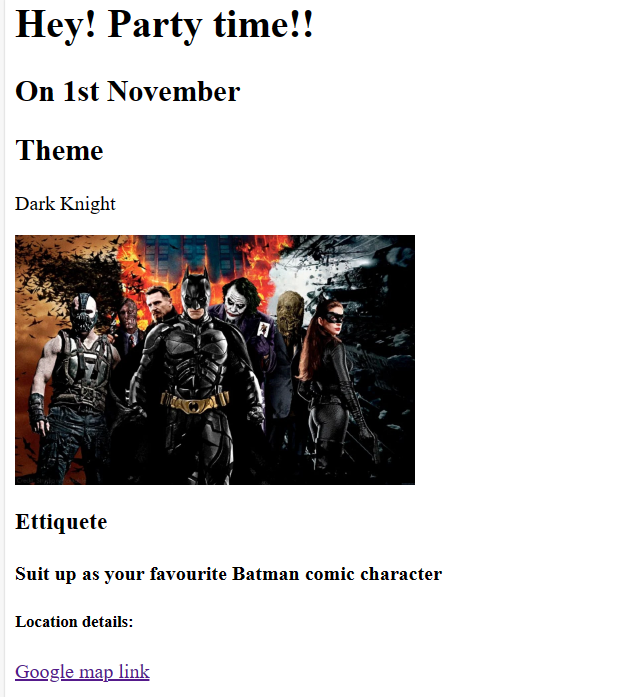 Hey! Party time!!
On 1st November
Theme
Dark Knight
Ettiquete
Suit up as your favourite Batman comic character
Location details:
Google map link